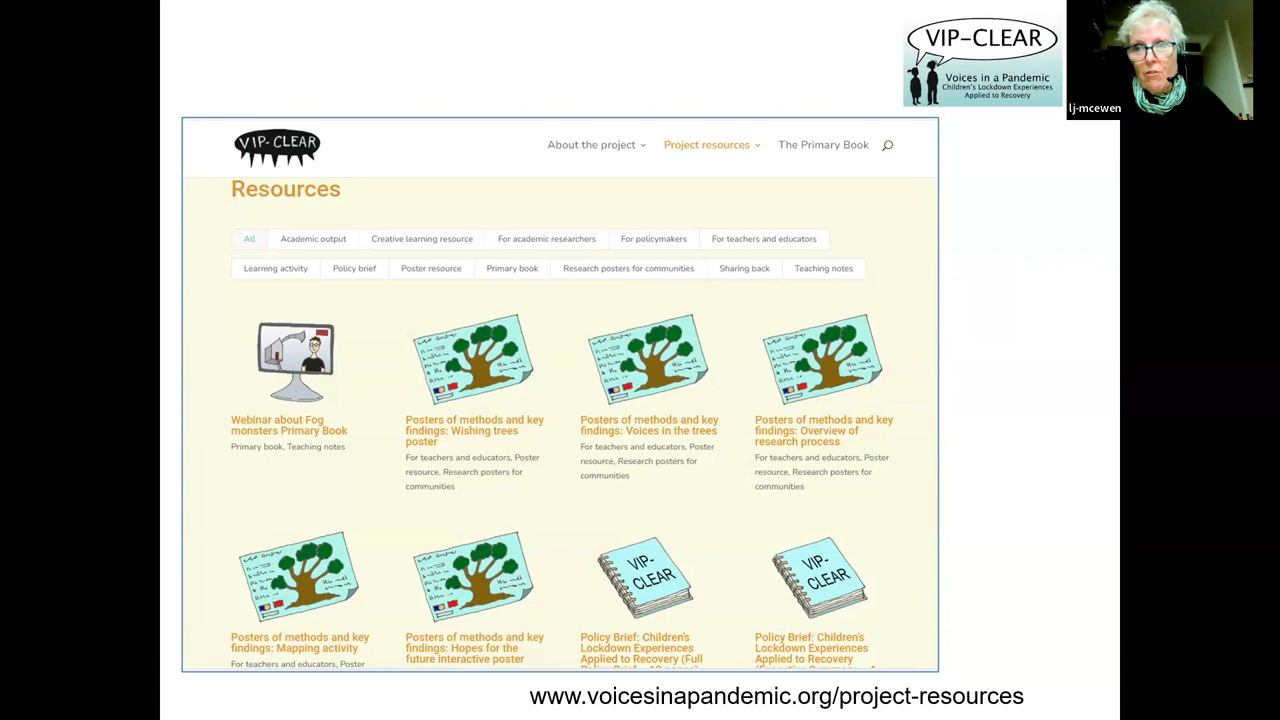 VIP-CLEAR
Voices in a Pandemic
Children's Lockdown Experiences
Applied to Recovery
lj-mcewen
VIP-CLEAR
About the project
Project resources
The Primary Book
Resources
All
Academic output
Creative learning resource
For academic researchers
For policymakers
For teachers and educators
Learning activity
Policy brief
Poster resource
Primary book
Research posters for communities
Sharing back
Teaching notes
Webinar about Fog
monsters Primary Book
Primary book, Teaching notes
Posters of methods and key
findings: Wishing trees
poster
For teachers and educators, Poster
resource, Research posters for
communities
Posters of methods and key
findings: Voices in the trees
For teachers and educators, Poster
resource, Research posters for
communities
Posters of methods and key
findings: Overview of
research process
For teachers and educators, Poster
resource, Research posters for
communities
VIP-
CLEAR
VIP-
CLEAR
Posters of methods and key
findings: Mapping activity
For teachers and educators, Poster
Posters of methods and key
findings: Hopes for the
future interactive poster
Policy Brief: Children's
Lockdown Experiences
Applied to Recovery (Full
Policy Brief: Children's
Lockdown Experiences
Applied to Recovery
www.voicesinapandemic.org/project-resources